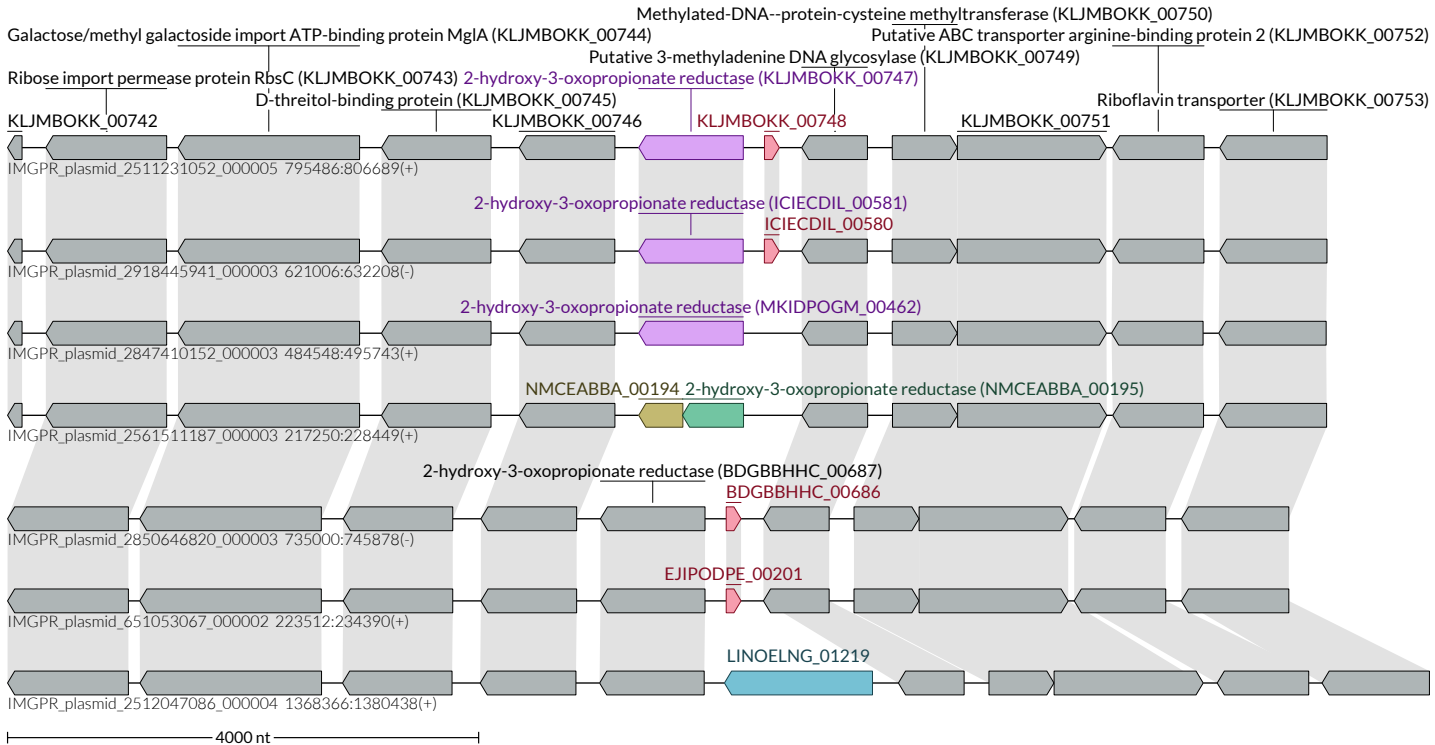 Methylated-DNA--protein-cysteine methyltransferase (KLJMBOKK_00750)
Galactose/methyl galactoside import ATP-binding protein MglA (KLJMBOKK_00744)
Putative ABC transporter arginine-binding protein 2 (KLJMBOKK_00752)
Putative 3-methyladenine DNA glycosylase (KLJMBOKK_00749)
Ribose import permease protein RbsC (KLJMBOKK_00743)
2-hydroxy-3-oxopropionate reductase (KLJMBOKK_00747)
D-threitol-binding protein (KLJMBOKK_00745)
Riboflavin transporter (KLJMBOKK_00753)
KLJMBOKK_00742
KLJMBOKK_00746
KLJMBOKK_00748
KLJMBOKK_00751
IMGPR_plasmid_2511231052_000005 795486:806689(+)
2-hydroxy-3-oxopropionate reductase (ICIECDIL_00581)
ICIECDIL_00580
IMGPR_plasmid_2918445941_000003 621006:632208(-)
2-hydroxy-3-oxopropionate reductase (MKIDPOGM_00462)
IMGPR_plasmid_2847410152_000003 484548:495743(+)
NMCEABBA_00194
2-hydroxy-3-oxopropionate reductase (NMCEABBA_00195)
IMGPR_plasmid_2561511187_000003 217250:228449(+)
2-hydroxy-3-oxopropionate reductase (BDGBBHHC_00687)
BDGBBHHC_00686
IMGPR_plasmid_2850646820_000003 735000:745878(-)
EJIPODPE_00201
IMGPR_plasmid_651053067_000002 223512:234390(+)
LINOELNG_01219
IMGPR_plasmid_2512047086_000004 1368366:1380438(+)
4000 nt